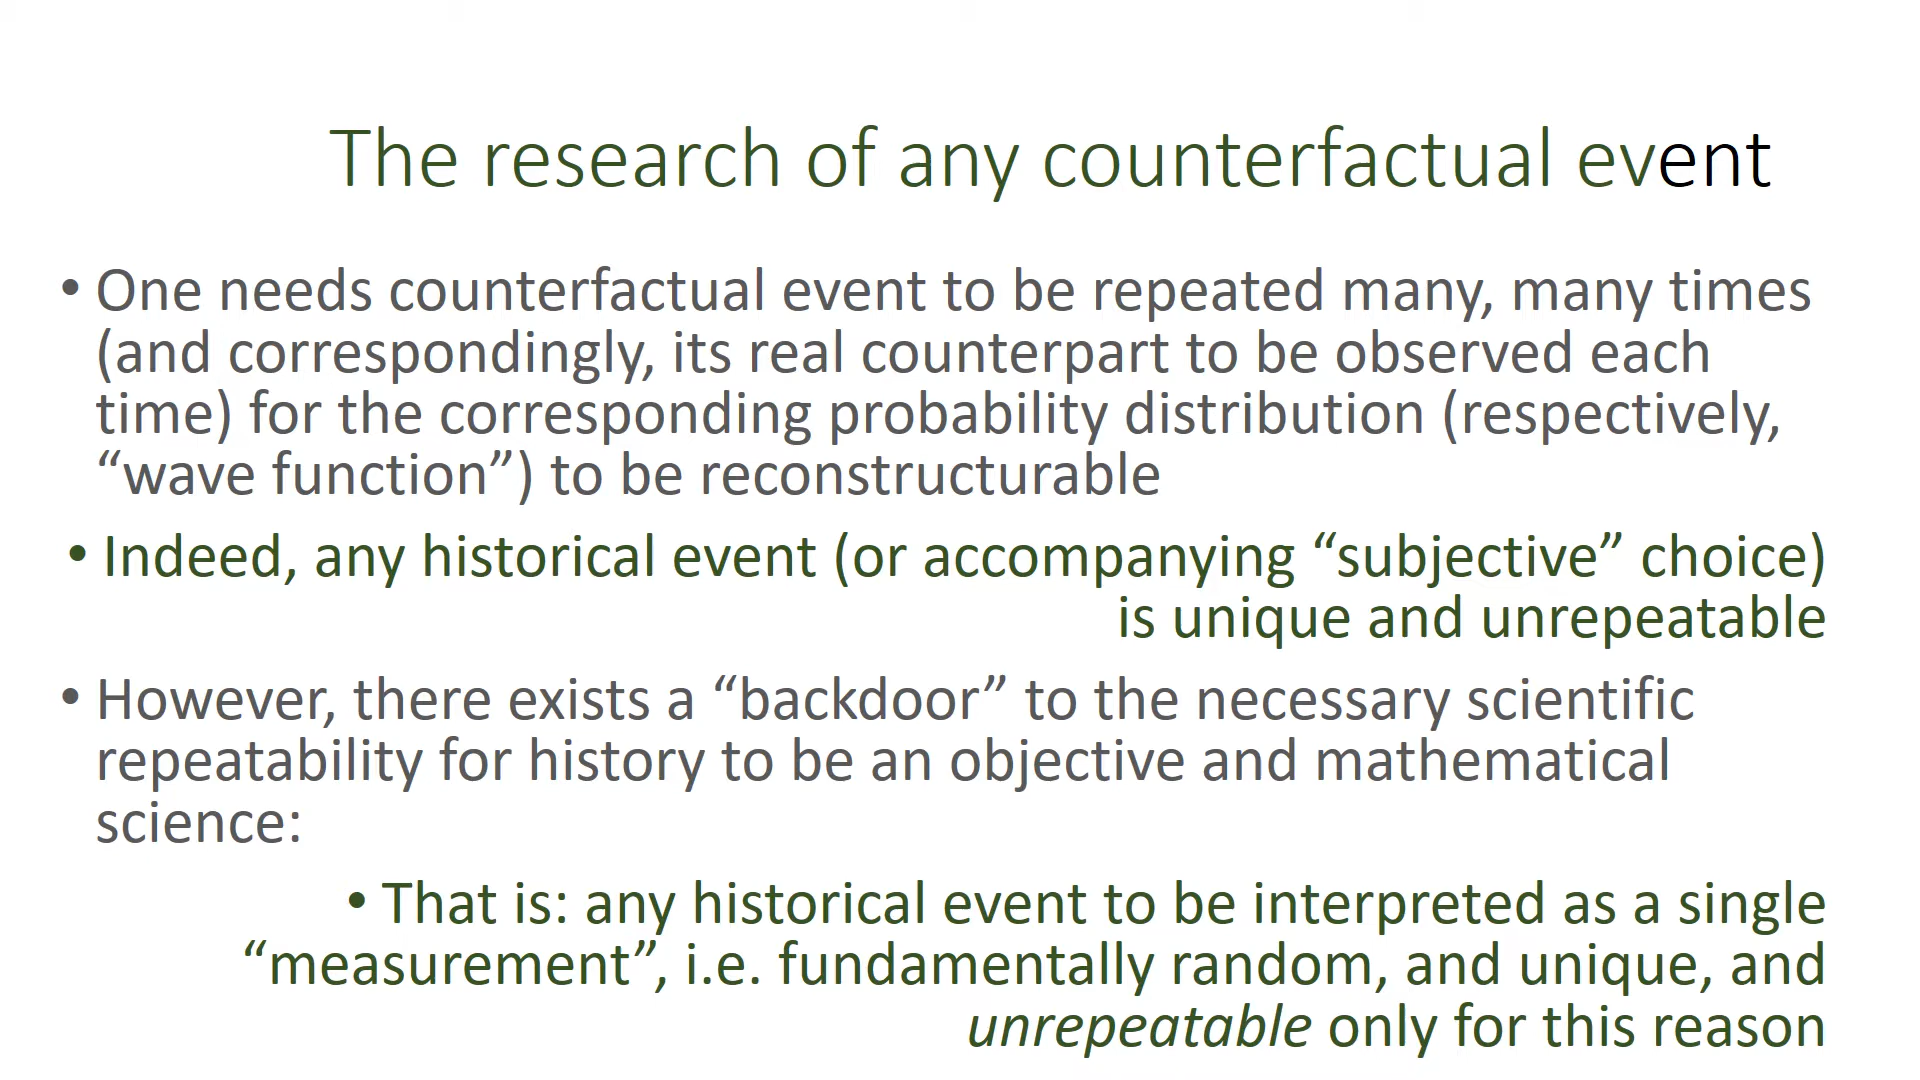 The research of any counterfactual event
• One needs counterfactual event to be repeated many, many times
(and correspondingly, its real counterpart to be observed each
time) for the corresponding probability distribution (respectively,
“wave function”) to be reconstructurable
• Indeed, any historical event (or accompanying “subjective” choice)
is unique and unrepeatable
• However, there exists a “backdoor” to the necessary scientific
repeatability for history to be an objective and mathematical
science:
• That is: any historical event to be interpreted as a single
“measurement”, i.e. fundamentally random, and unique, and
unrepeatable only for this reason